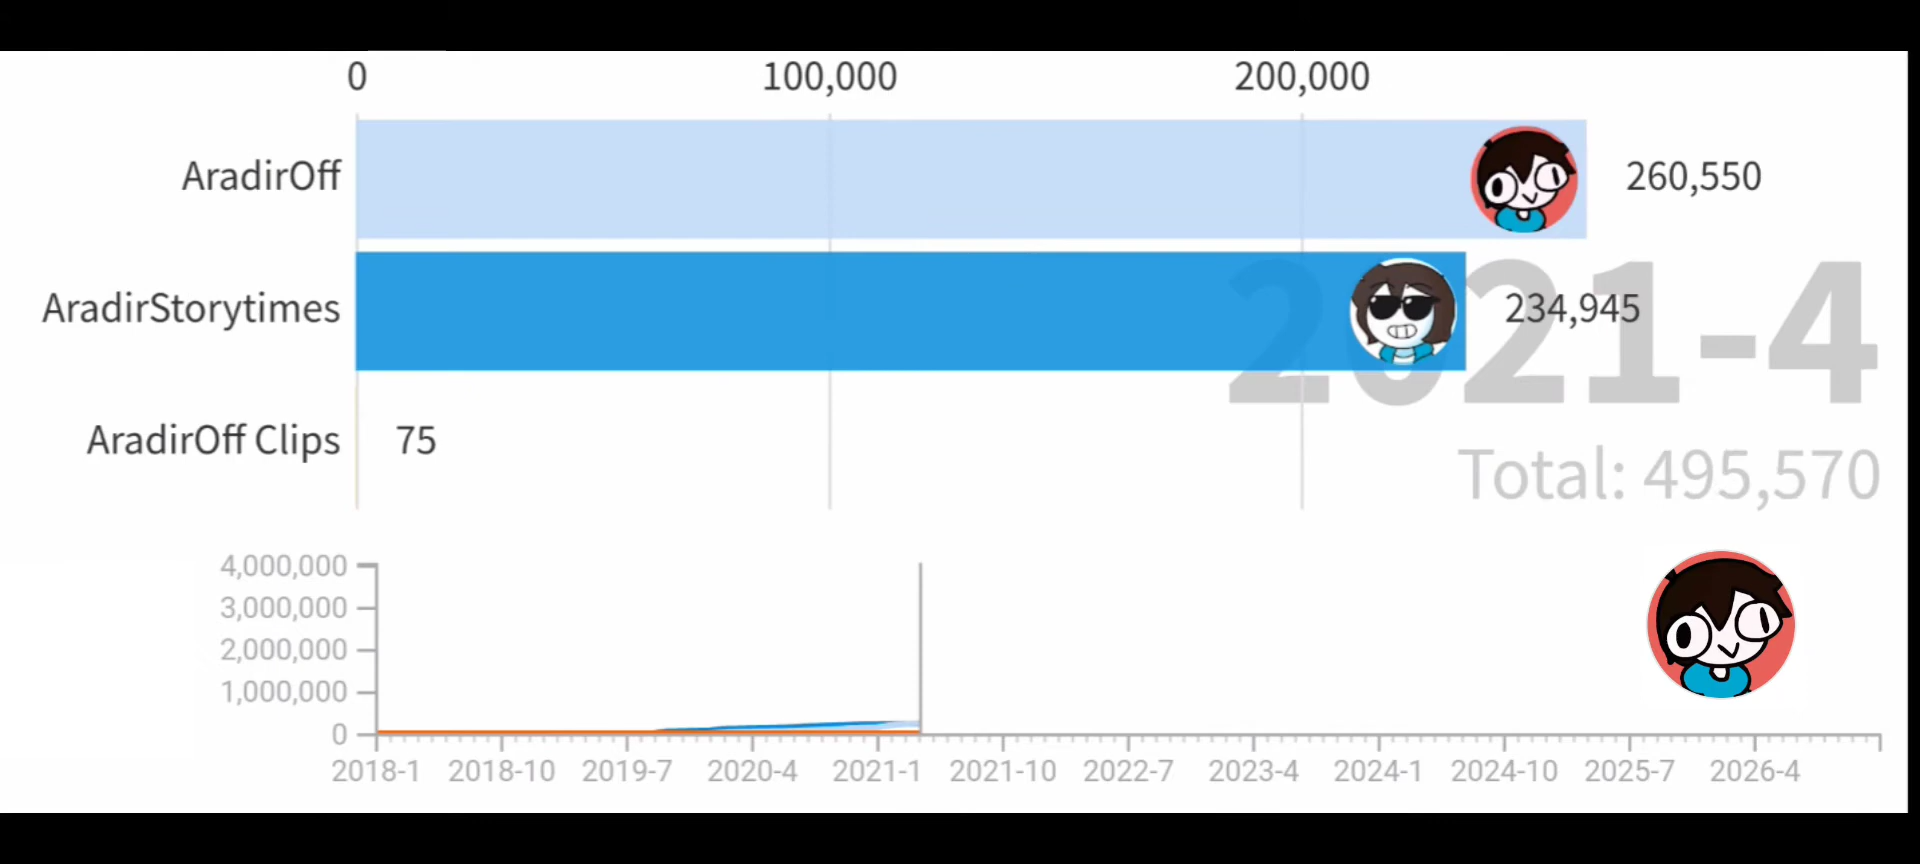 0 100,000 200,000
AradirOff 260,550
AradirStorytimes 234,945
2021-4
AradirOff Clips 75
Total: 495,570
4,000,000
3,000,000
2,000,000
1,000,000
0
2018-1 2018-10 2019-7 2020-4 2021-1 2021-10 2022-7 2023-4 2024-1 2024-10 2025-7 2026-4